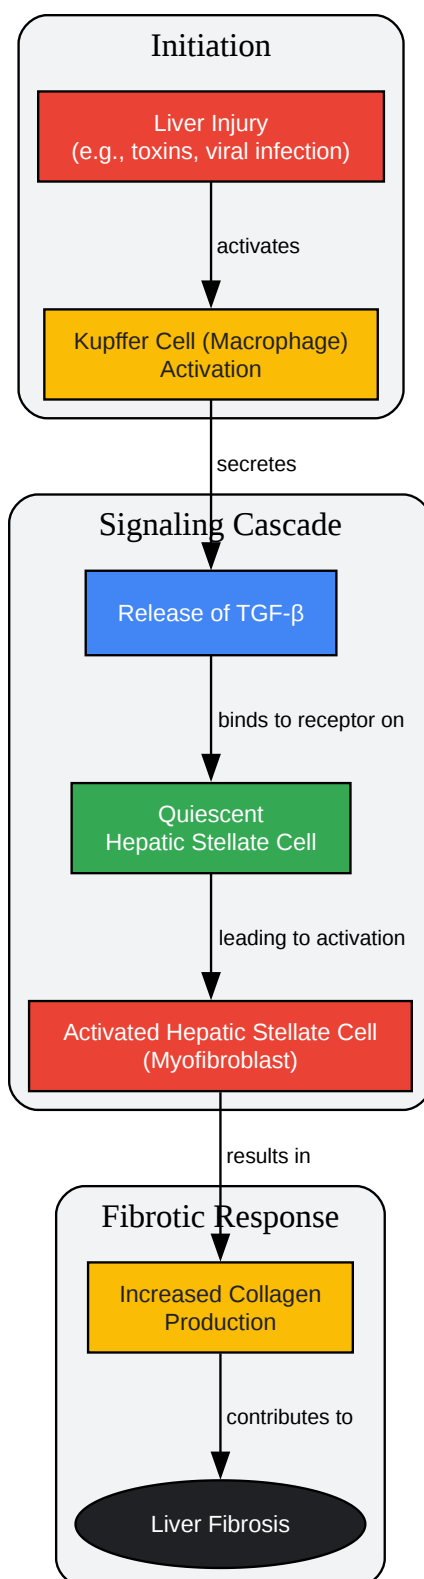 Initiation
Liver Injury
(e.g., toxins, viral infection)
activates
Kupffer Cell (Macrophage)
Activation
secretes
Signaling Cascade
Release of TGF-β
binds to receptor on
Quiescent
Hepatic Stellate Cell
leading to activation
Activated Hepatic Stellate Cell
(Myofibroblast)
results in
Fibrotic Response
Increased Collagen
Production
contributes to
Liver Fibrosis